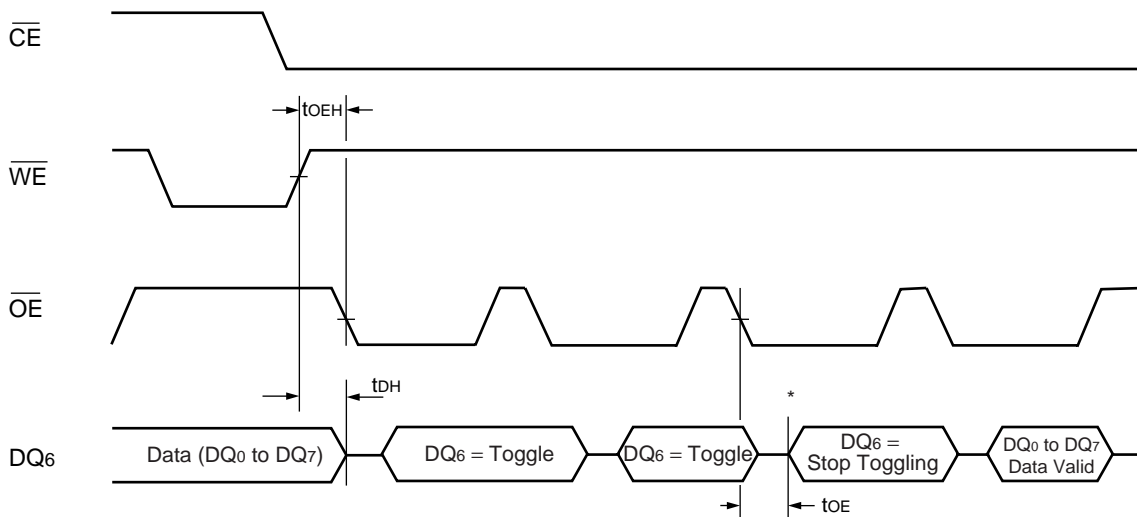 CE
tOEH
WE
OE
tDH
*
DQ6
Data (DQ0 to DQ7)
DQ6 = Toggle
DQ6 = Toggle
DQ6 =
Stop Toggling
DQ0 to DQ7
Data Valid
tOE